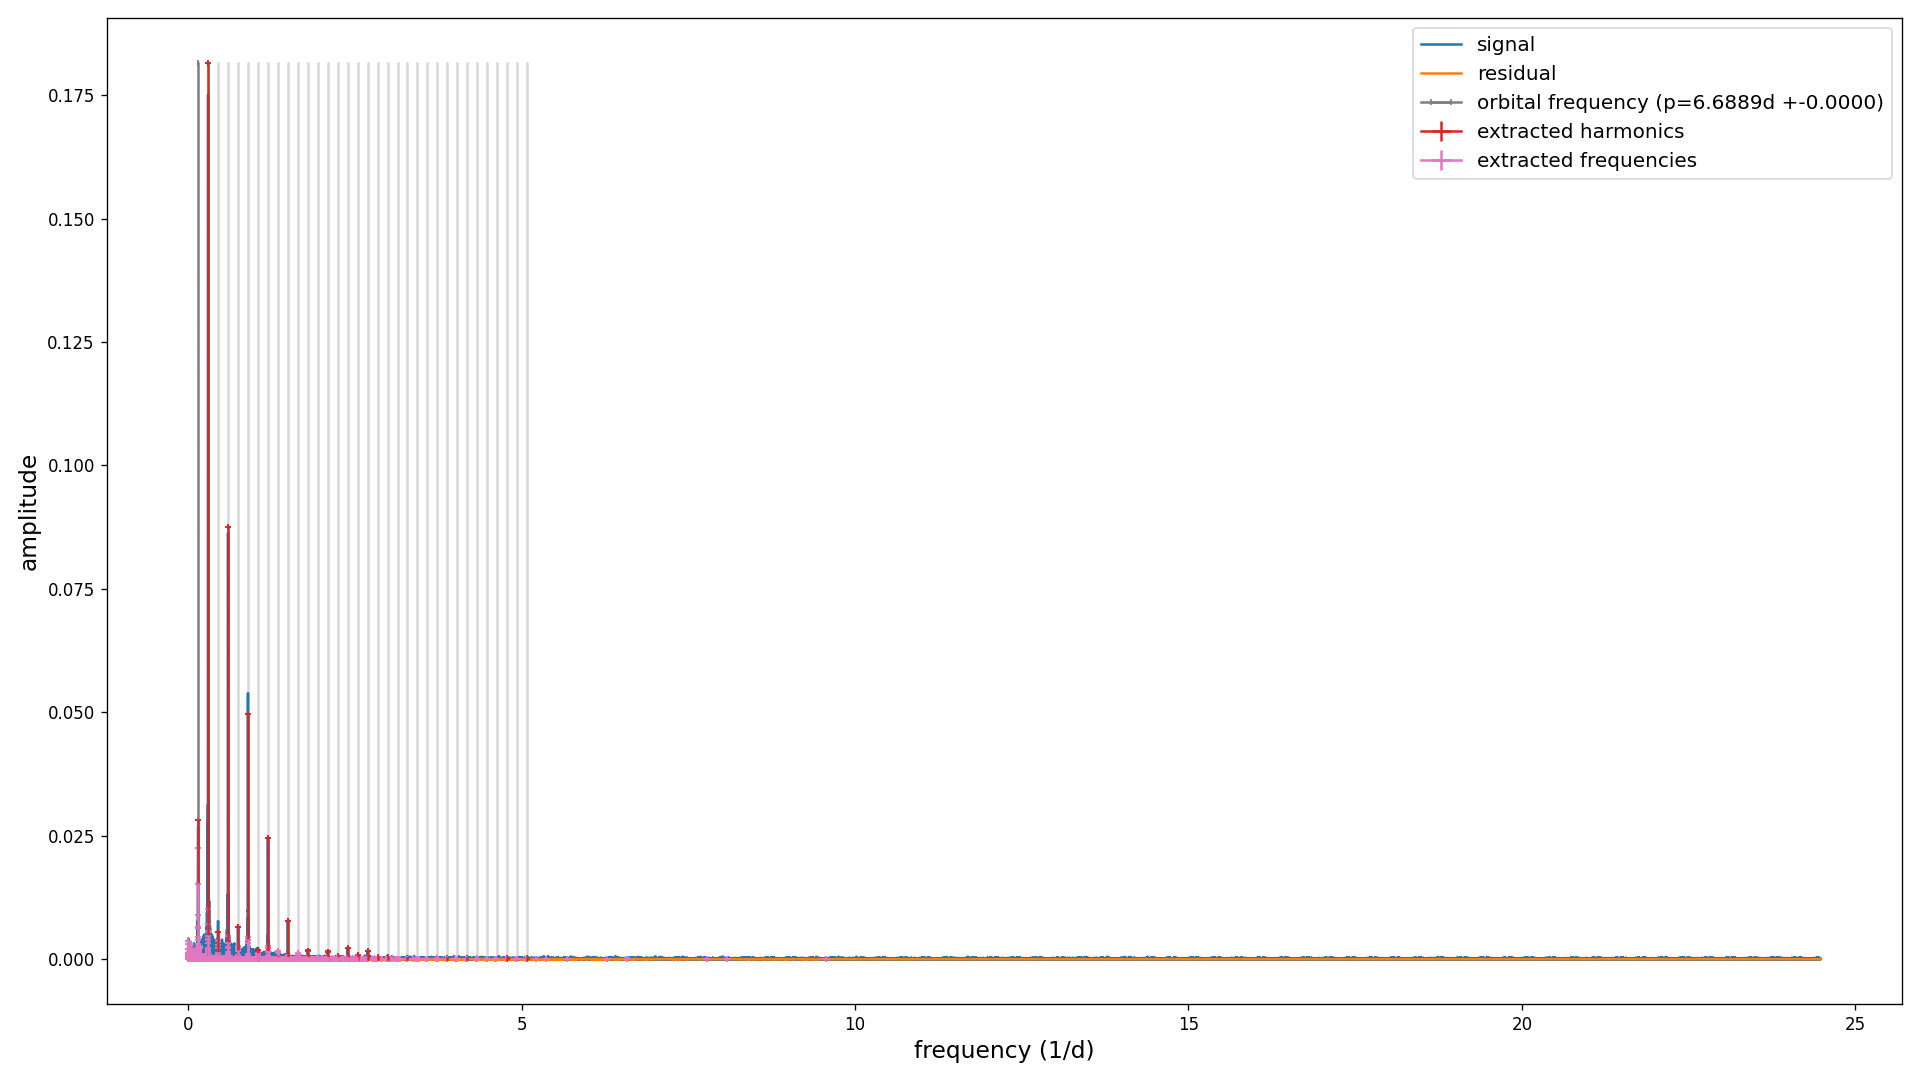 signal
residual
orbital frequency (p=6.6889d +-0.0000)
extracted harmonics
extracted frequencies
0.175
0.150
0.125
0.100
0.075
0.050
0.025
0.000
amplitude
0 5 10 15 20 25
frequency (1/d)